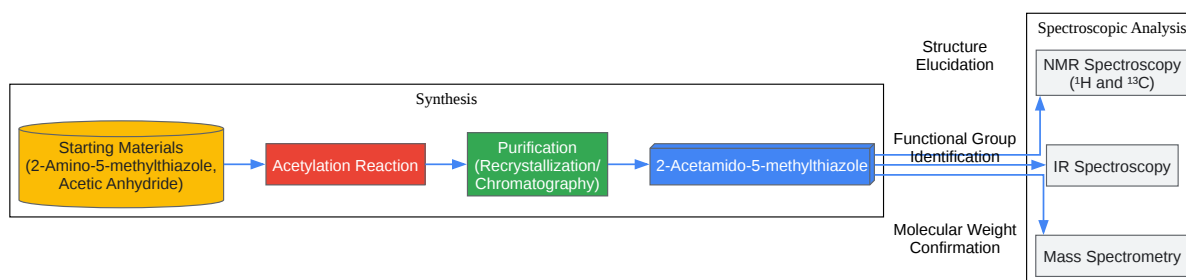 Synthesis
Starting Materials
(2-Amino-5-methylthiazole,
Acetic Anhydride)
Acetylation Reaction
Purification
(Recrystallization/
Chromatography)
2-Acetamido-5-methylthiazole
Structure
Elucidation
Functional Group
Identification
Molecular Weight
Confirmation
Spectroscopic Analysis
NMR Spectroscopy
(¹H and ¹³C)
IR Spectroscopy
Mass Spectrometry